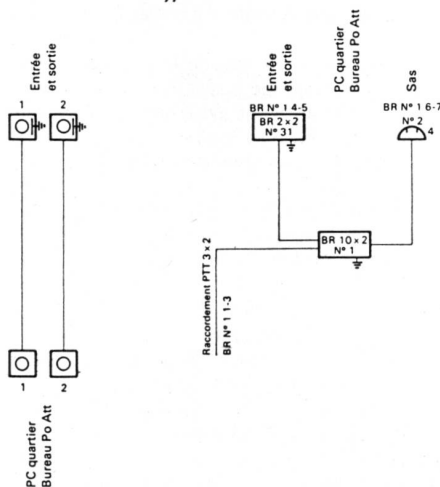 Entrée
et sortie
1 2
1 2
PC quartier
Bureau Po Att
Entrée
et sortie
PC quartier
Bureau Po Att
Sas
BR N° 1 4-5
BR 2 x 2
N° 31
BR N° 1 6-7
N° 2
4
BR 10 x 2
N° 1
Raccordement PTT 3 x 2
BR N° 1 1-3